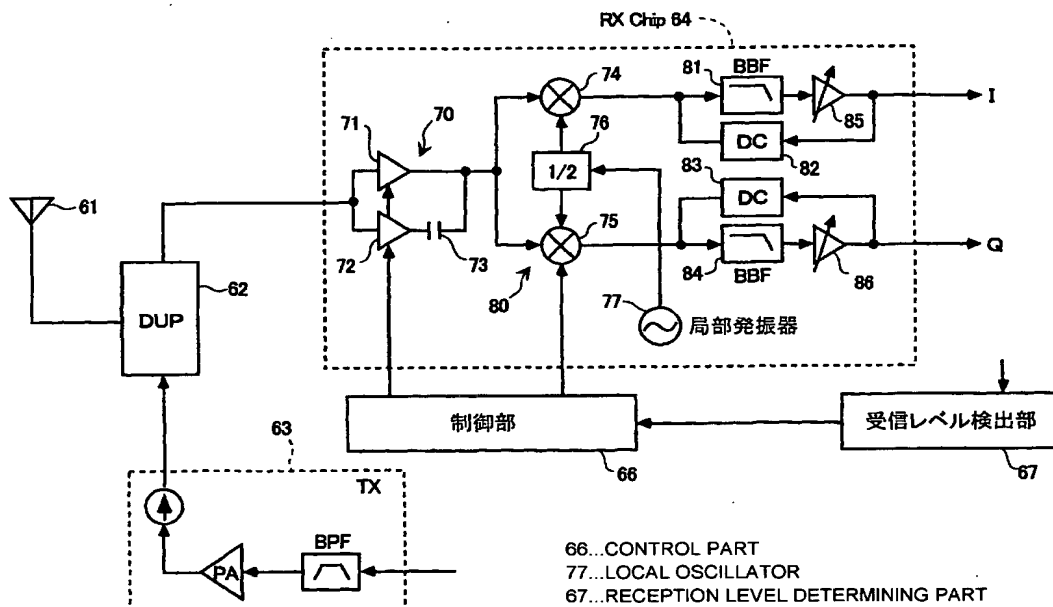 RX Chip 64
74
81
BBF
I
85
71
70
76
DC
82
1/2
83
DC
61
75
72
73
Q
62
80
84
BBF
86
77
DUP
局部発振器
制御部
受信レベル検出部
63
66
67
TX
BPF
PA
66...CONTROL PART
77...LOCAL OSCILLATOR
67...RECEPTION LEVEL DETERMINING PART